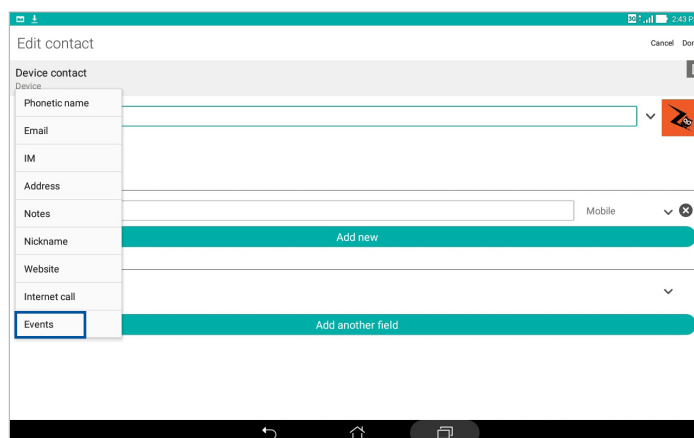 3G 2:43 P
Edit contact Cancel Dor
Device contact
Device
Phonetic name
Email
IM
Address
Notes
Mobile
Nickname
Add new
Website
Internet call
Events
Add another field